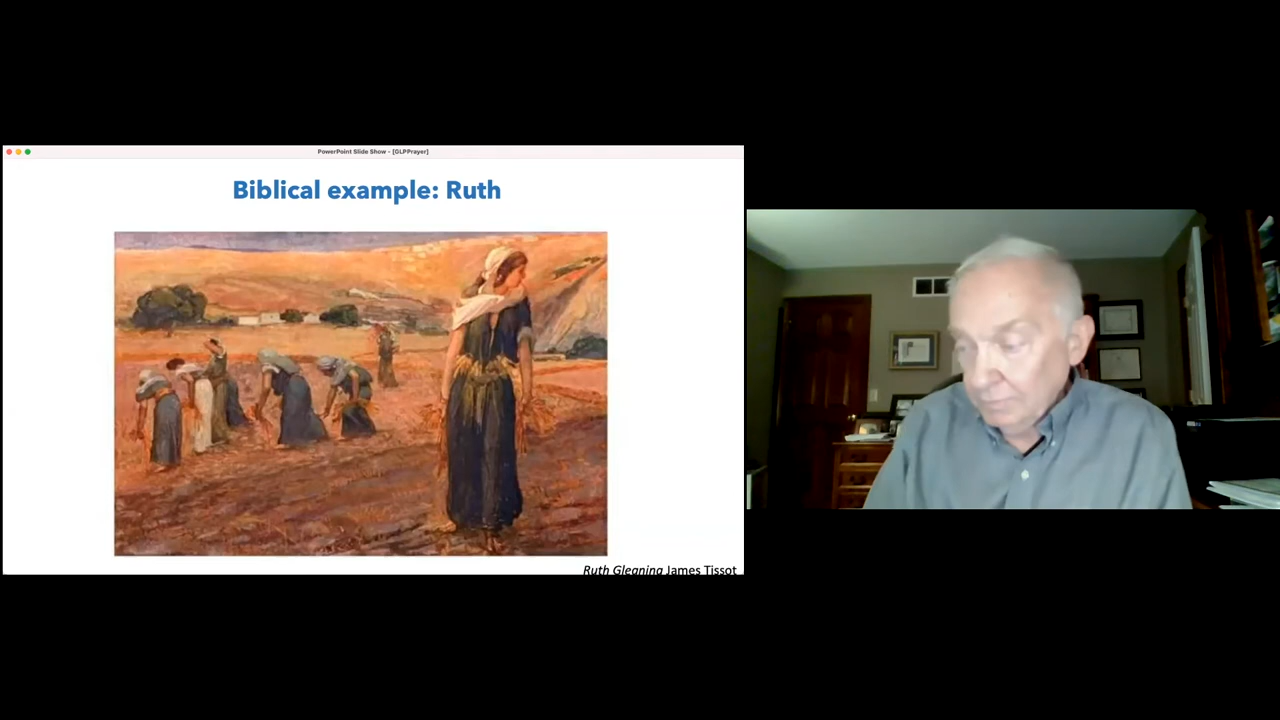 PowerPoint Slide Show - [GLPPrayer]
Biblical example: Ruth
Ruth Gleaning James Tissot